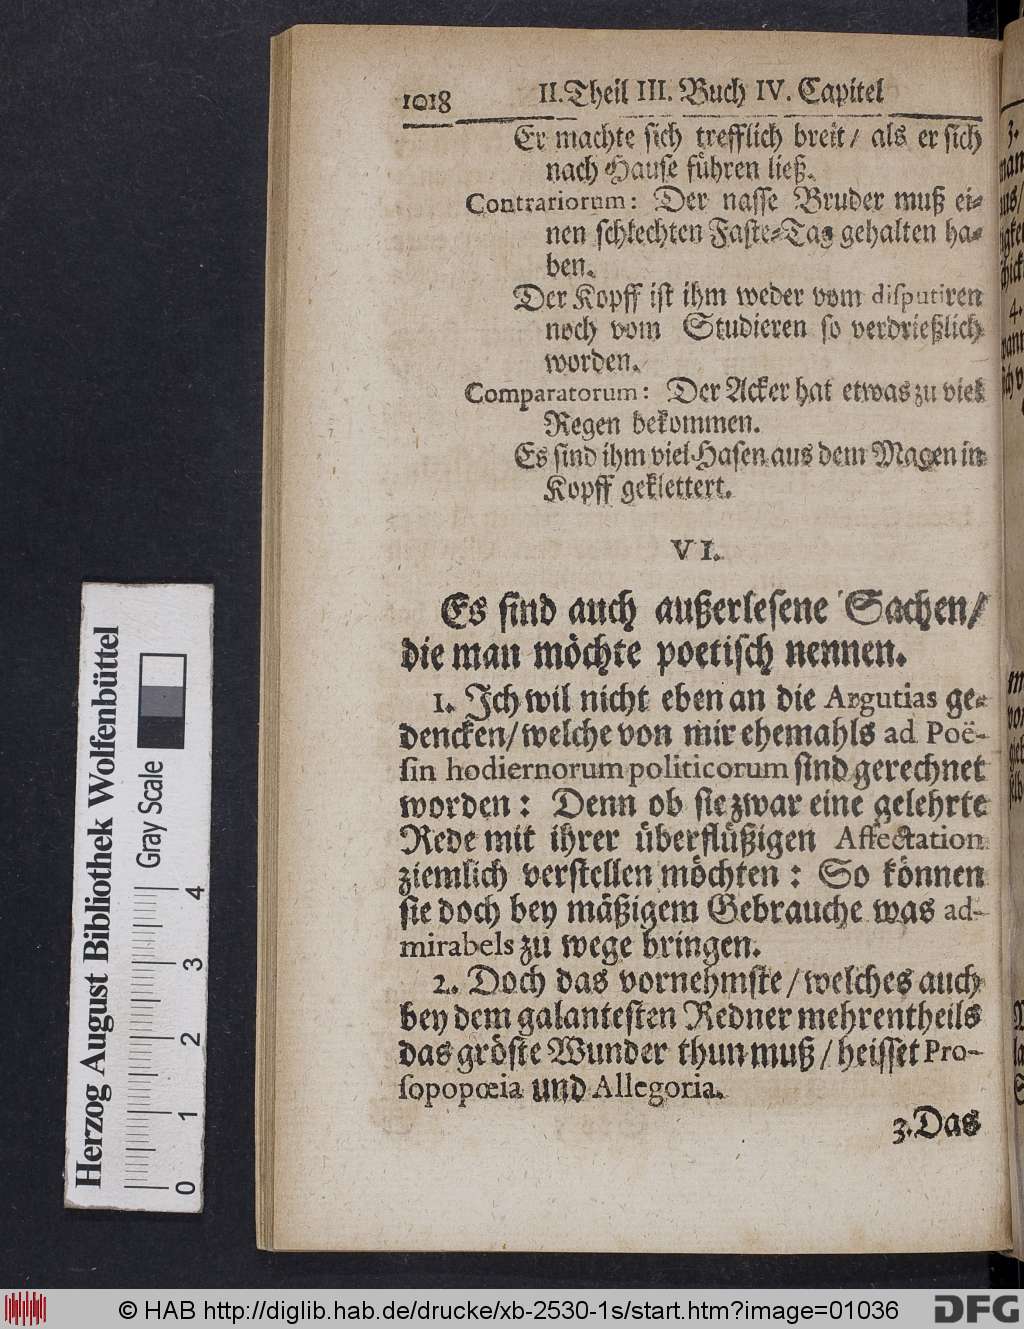 1018 II. Theil III. Buch IV. Capitel
Er machte sich trefflich breit / als er sich
nach Hause führen ließ.
Contrariorum: Der nasse Bruder muß ei-
nen schlechten Faste-Tag gehalten ha-
ben.
Der Kopff ist ihm weder vom disputiren
noch vom Studieren so verdrießlich
worden.
Comparatorum: Der Acker hat etwas zu viel
Regen bekommen.
Es sind ihm viel Hasen aus dem Magen in
Kopff geklettert.
VI.
Es sind auch außerlesene Sachen/
die man möchte poetisch nennen.
1. Ich wil nicht eben an die Argutias ge-
dencken/ welche von mir ehemahls ad Poë-
sin hodiernorum politicorum sind gerechnet
worden: Denn ob sie zwar eine gelehrte
Rede mit ihrer überflüßigen Affectation
ziemlich verstellen möchten: So können
sie doch bey mäßigem Gebrauche was ad-
mirabels zu wege bringen.
2. Doch das vornehmste / welches auch
bey dem galantesten Redner mehrentheils
das gröste Wunder thun muß / heisset Pro-
sopopœia und Allegoria.
3. Das
Herzog August Bibliothek Wolfenbüttel
Gray Scale
0 1 2 3 4
© HAB http://diglib.hab.de/drucke/xb-2530-1s/start.htm?image=01036
DFG